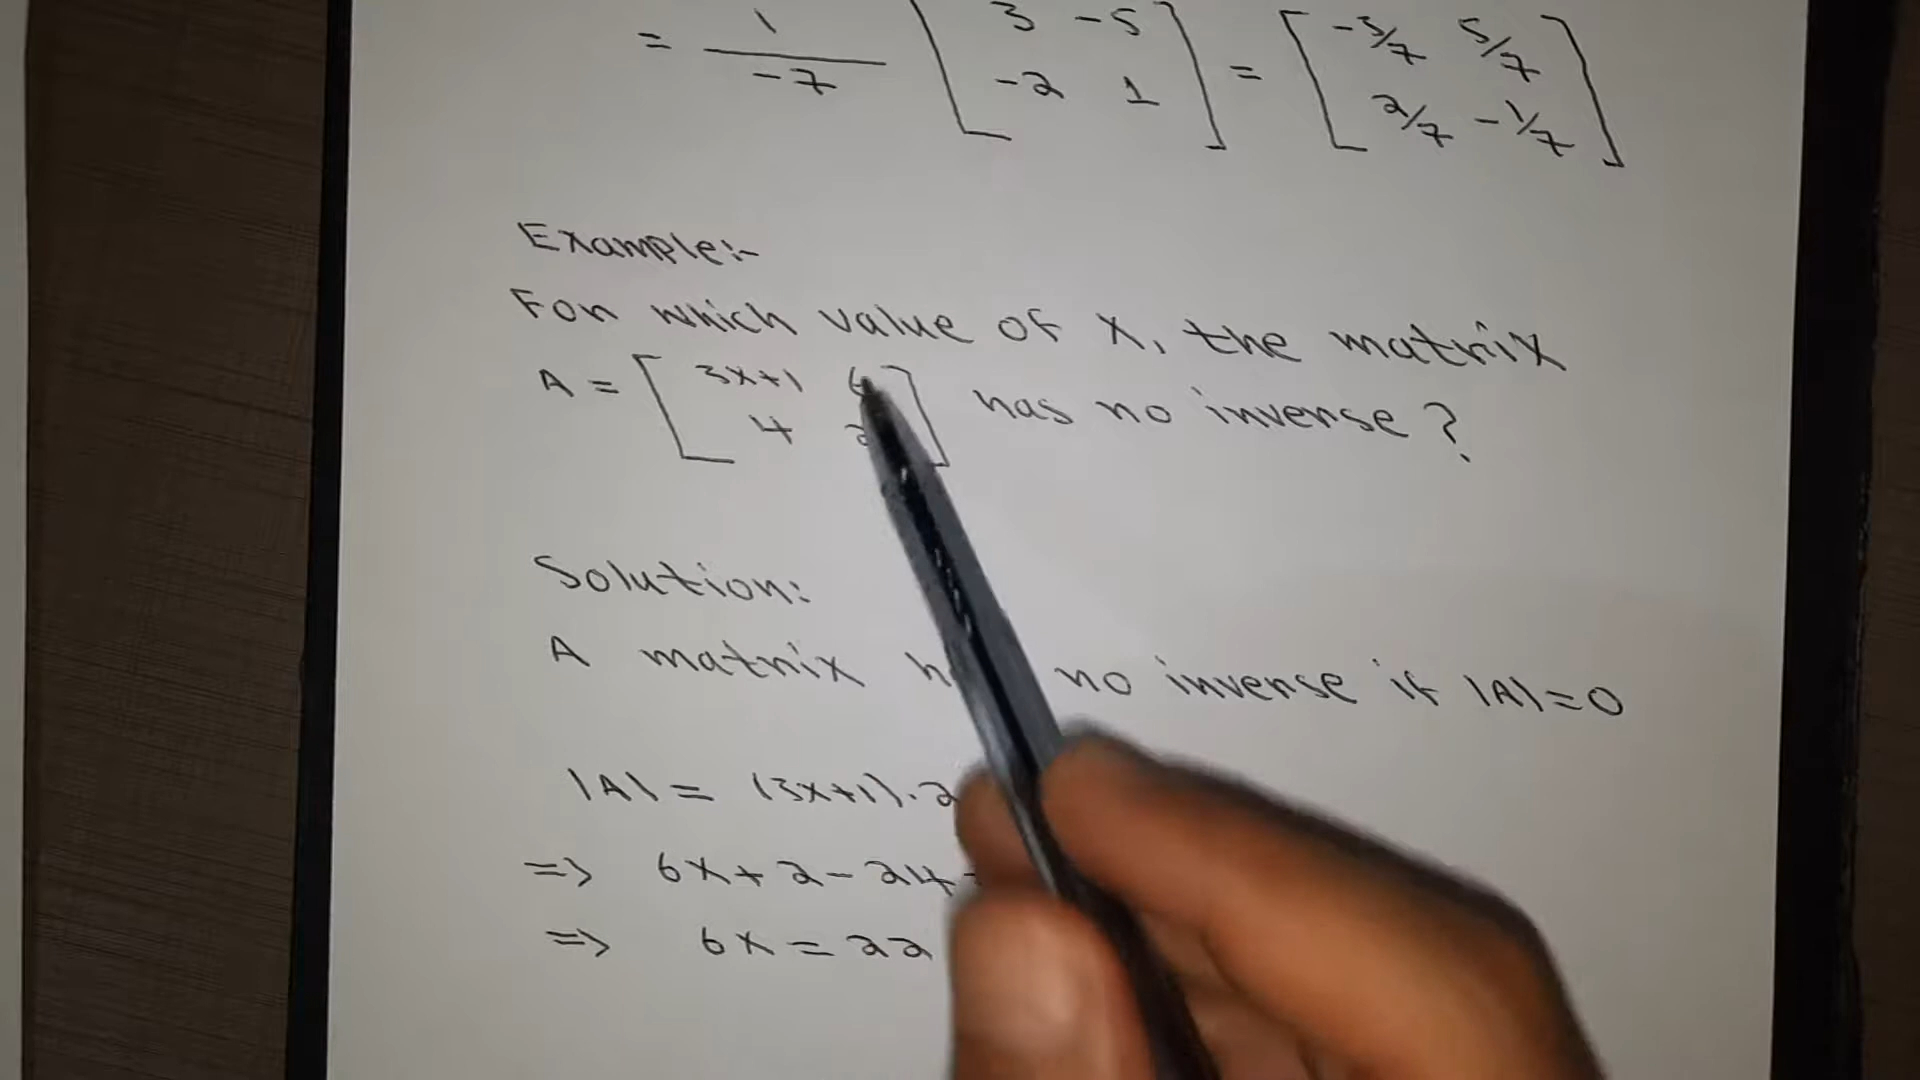 = 1/-7 [3 -5 -2 1] = [-3/7 5/7 2/7 -1/7]
Example:-
For which value of x, the matrix
A = [3x+1 6 4 2] has no inverse?
Solution:
A matrix no inverse if |A|=0
|A| = (3x+1).2
=> 6x+2-24
=> 6x = 22